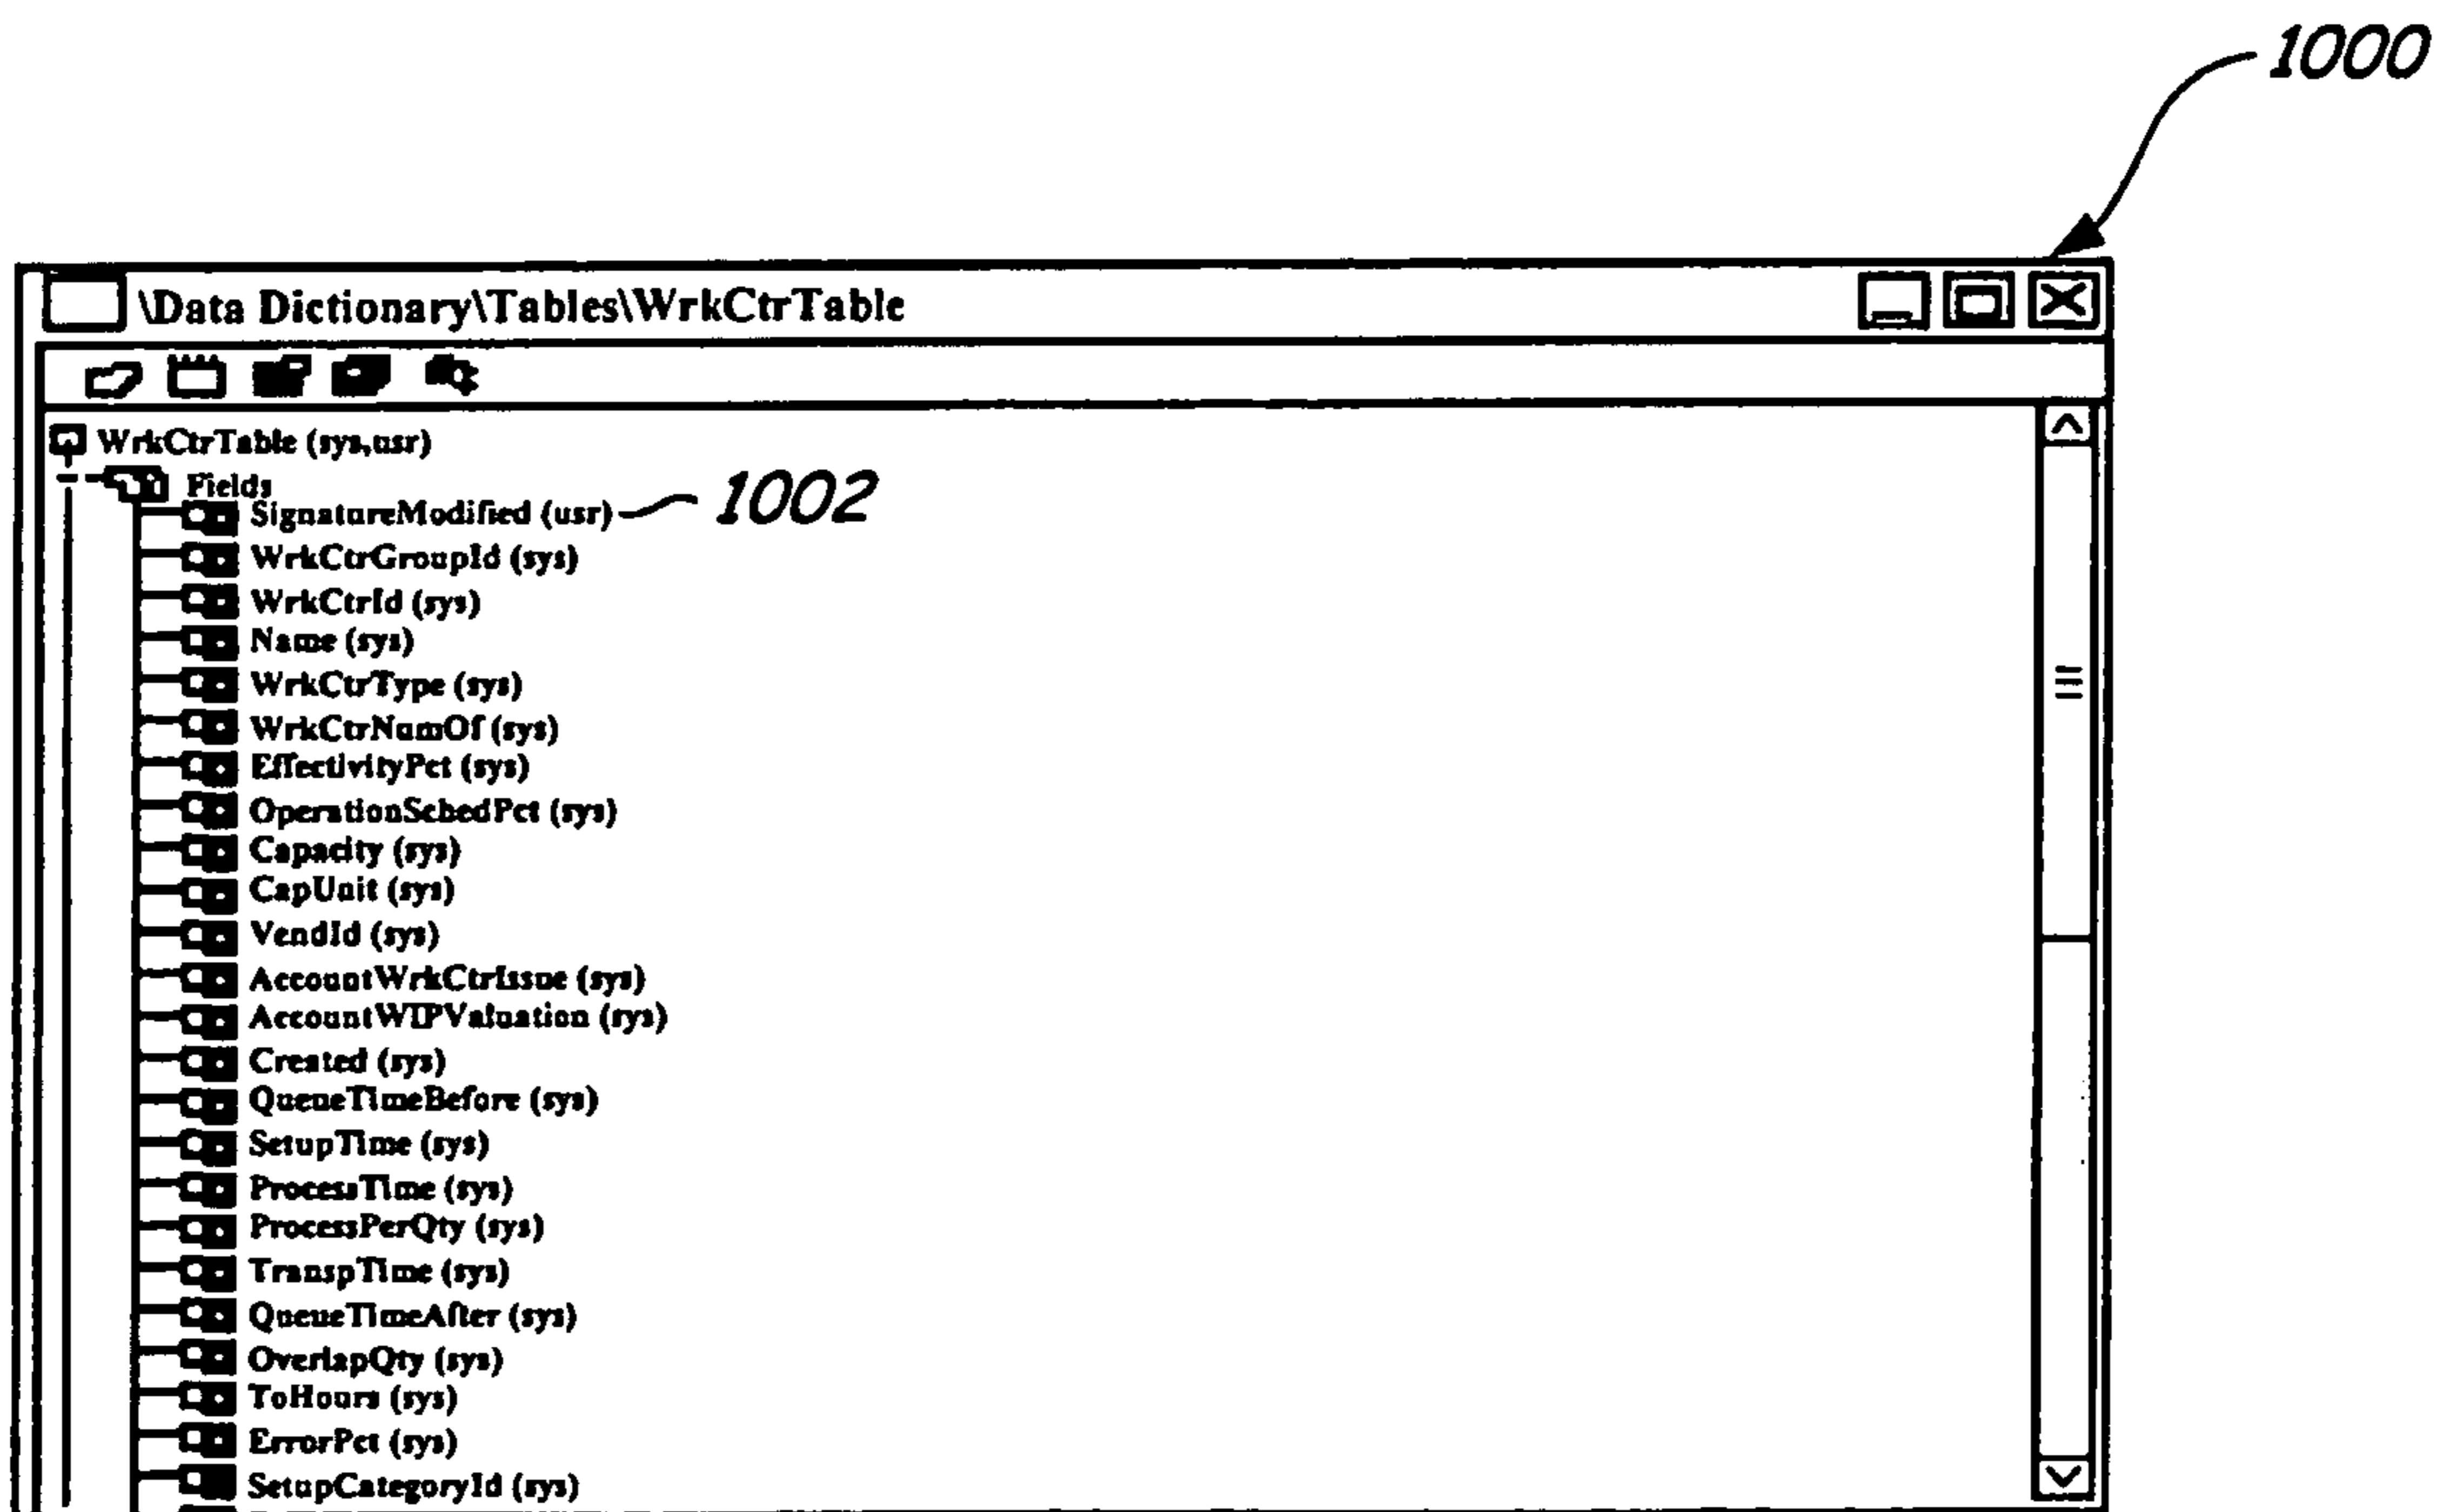 1000
\Data Dictionary\Tables\WrkCtrTable
WrkCtrTable (sys,usr)
Fields
SignatureModified (usr) 1002
WrkCtrGroupId (sys)
WrkCtrId (sys)
Name (sys)
WrkCtrType (sys)
WrkCtrNumOf (sys)
EffectivityPct (sys)
OperationSchedPct (sys)
Capacity (sys)
CapUnit (sys)
VendId (sys)
AccountWrkCtrIssue (sys)
AccountWIPValuation (sys)
Created (sys)
QueueTimeBefore (sys)
SetupTime (sys)
ProcessTime (sys)
ProcessPerQty (sys)
TranspTime (sys)
QueueTimeAfter (sys)
OverlapQty (sys)
ToHours (sys)
ErrorPct (sys)
SetupCategoryId (sys)